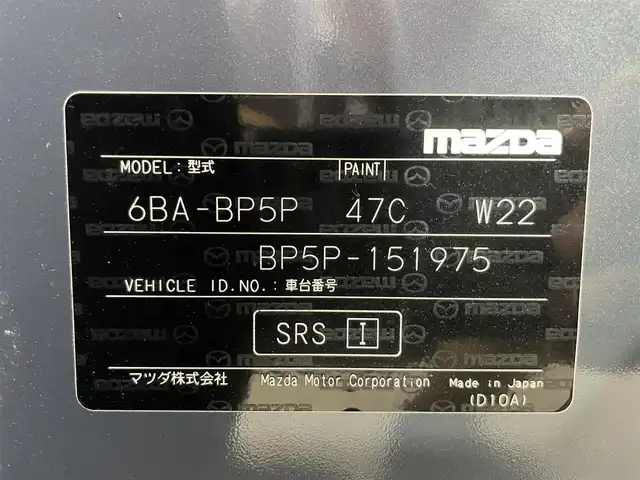 mazda
MODEL : 型式 PAINT
6BA-BP5P 47C W22
BP5P-151975
VEHICLE ID.NO. : 車台番号
SRS I
マツダ株式会社 Mazda Motor Corporation Made in Japan
(D10A)